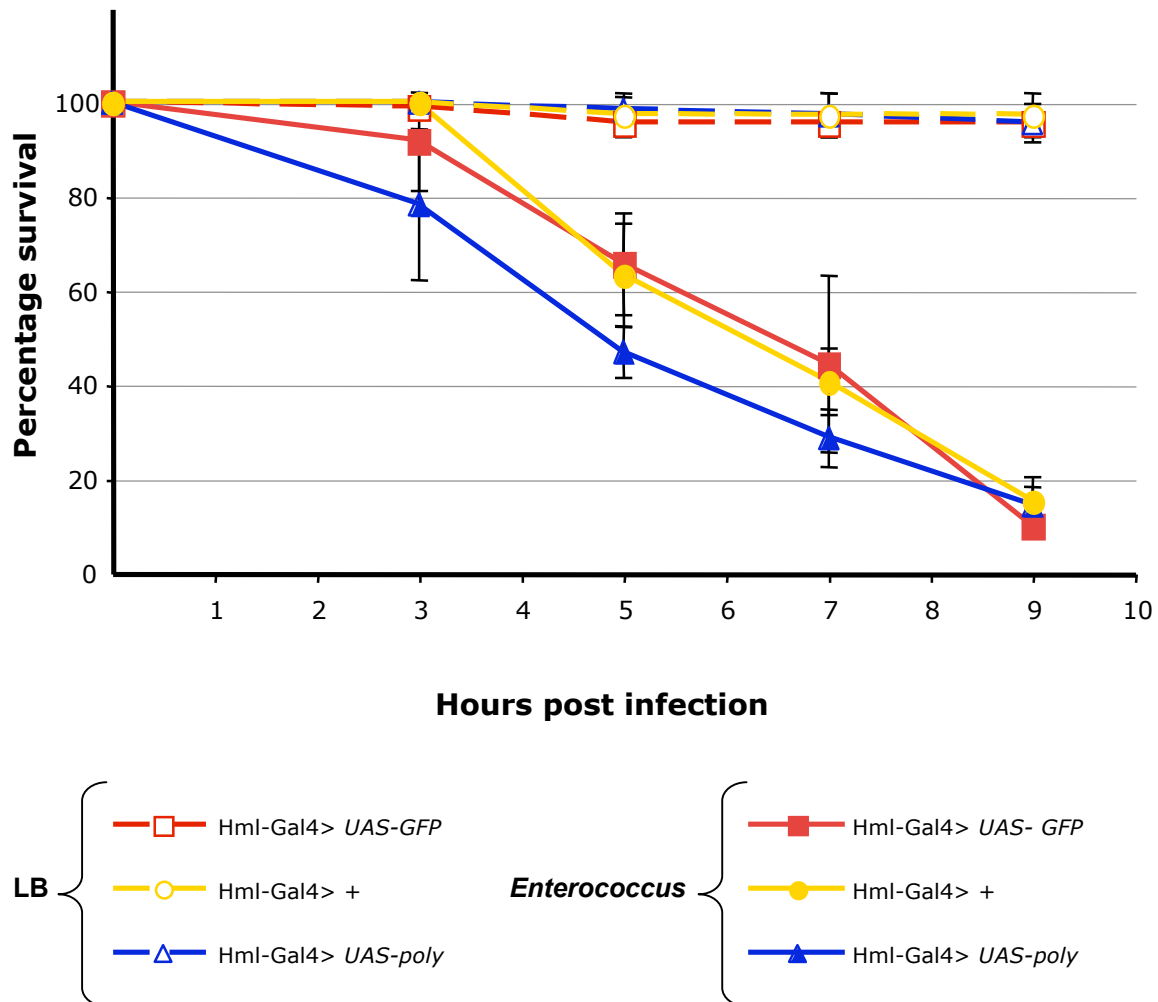 Percentage survival
100
80
60
40
20
0
1 2 3 4 5 6 7 8 9 10
Hours post infection
LB
Hml-Gal4> UAS-GFP
Hml-Gal4> +
Hml-Gal4> UAS-poly
Enterococcus
Hml-Gal4> UAS- GFP
Hml-Gal4> +
Hml-Gal4> UAS-poly